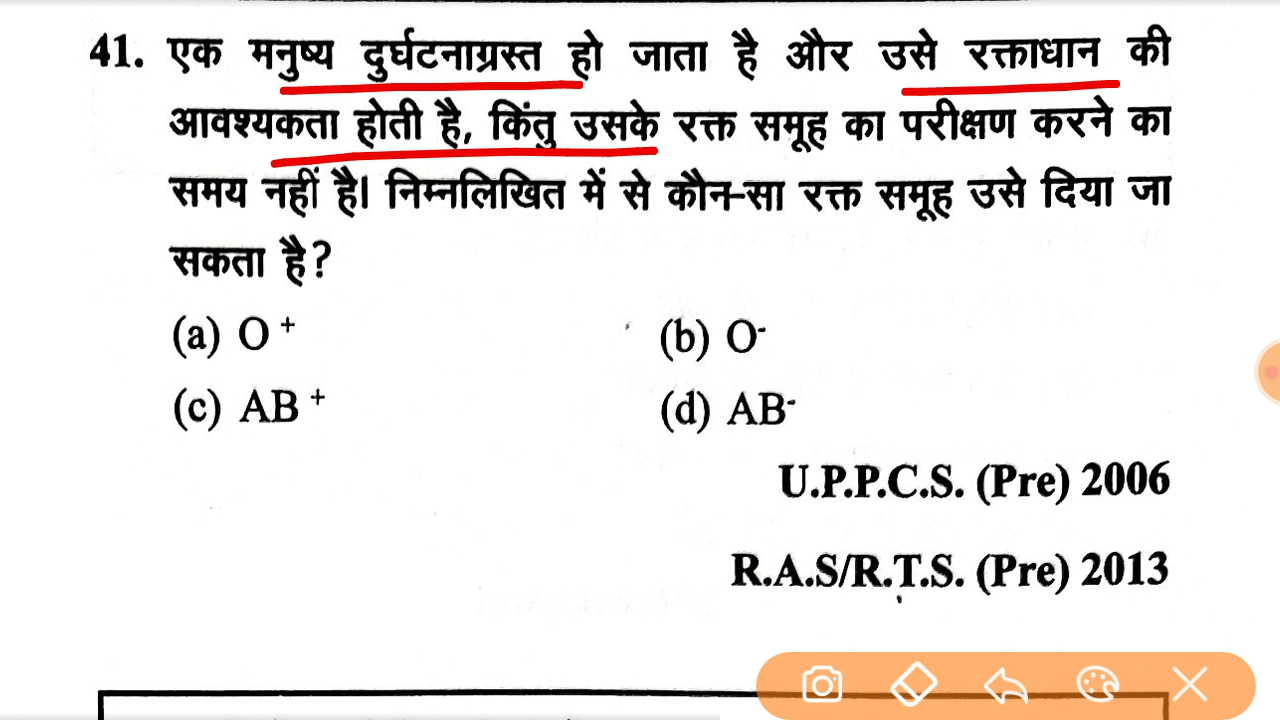 41. एक मनुष्य दुर्घटनाग्रस्त हो जाता है और उसे रक्ताधान की
आवश्यकता होती है, किंतु उसके रक्त समूह का परीक्षण करने का
समय नहीं है। निम्नलिखित में से कौन-सा रक्त समूह उसे दिया जा
सकता है?
(a) O + (b) O-
(c) AB + (d) AB-
U.P.P.C.S. (Pre) 2006
R.A.S/R.T.S. (Pre) 2013